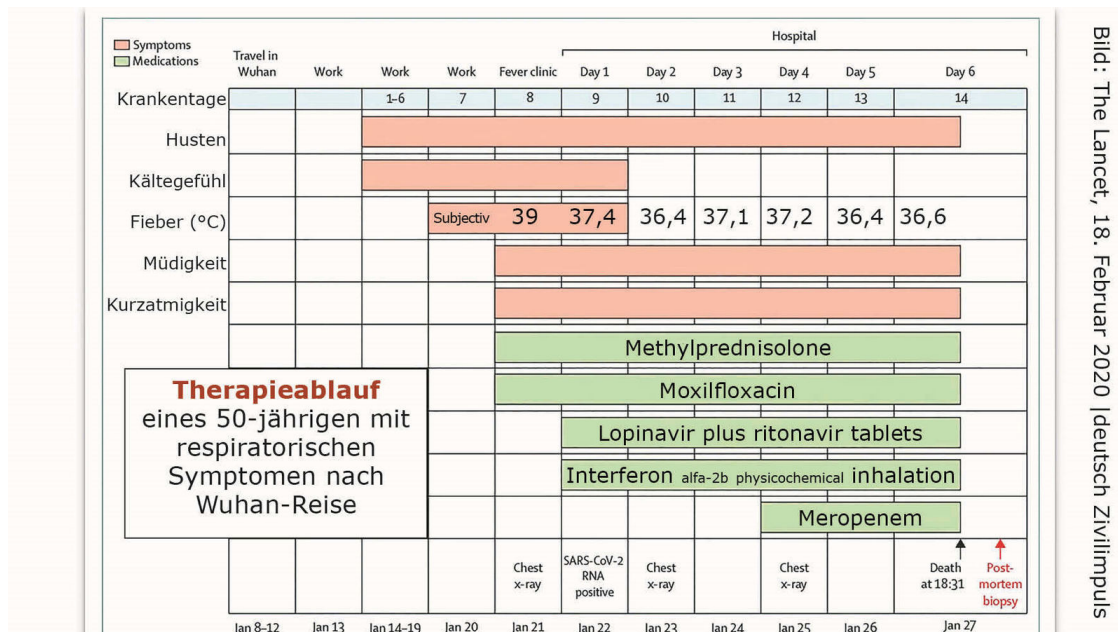 Symptoms
Medications
Hospital
Travel in
Wuhan
Work
Work
Work
Fever clinic
Day 1
Day 2
Day 3
Day 4
Day 5
Day 6
Krankentage
1–6
7
8
9
10
11
12
13
14
Husten
Kältegefühl
Fieber (°C)
Subjectiv
39
37,4
36,4
37,1
37,2
36,4
36,6
Müdigkeit
Kurzatmigkeit
Methylprednisolone
Moxilfloxacin
Lopinavir plus ritonavir tablets
Interferon alfa-2b physicochemical inhalation
Meropenem
Therapieablauf
eines 50-jährigen mit
respiratorischen
Symptomen nach
Wuhan-Reise
Chest
x-ray
SARS-CoV-2
RNA
positive
Chest
x-ray
Chest
x-ray
Death
at 18:31
Post-
mortem
biopsy
Jan 8–12
Jan 13
Jan 14–19
Jan 20
Jan 21
Jan 22
Jan 23
Jan 24
Jan 25
Jan 26
Jan 27
Bild: The Lancet, 18. Februar 2020 |deutsch Zivilimpuls